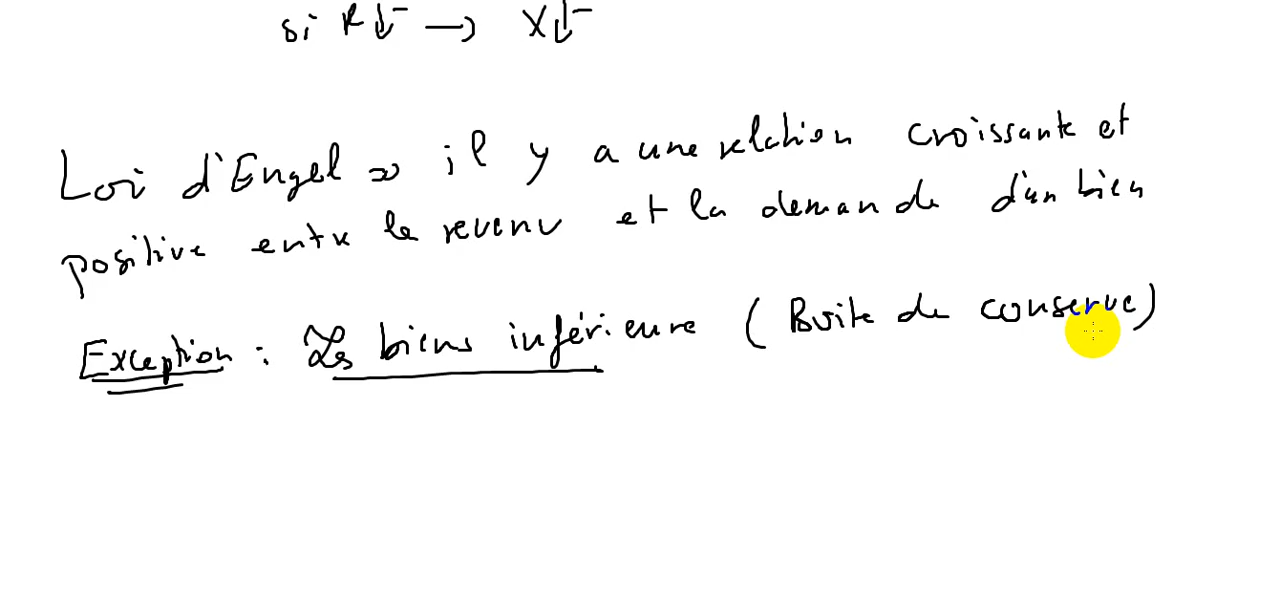 si R↓⁻ → X↓⁻
Loi d'Engel ⇒ il y a une relation croissante et
positive entre le revenu et la demande d'un bien
Exception : Les biens inférieure (Boite de conserve)